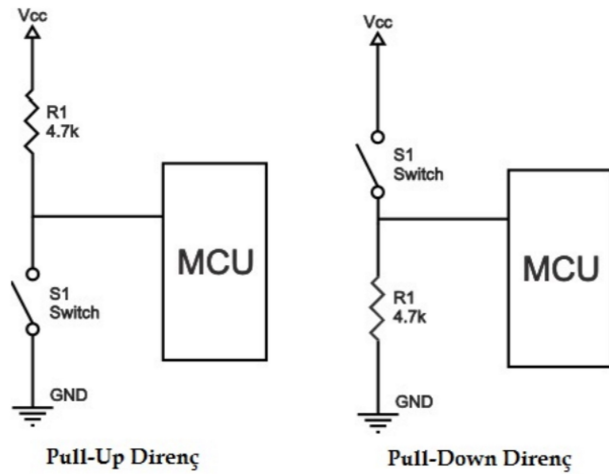 Vcc
R1
4.7k
MCU
S1
Switch
GND
Pull-Up Direnç
Vcc
S1
Switch
MCU
R1
4.7k
GND
Pull-Down Direnç